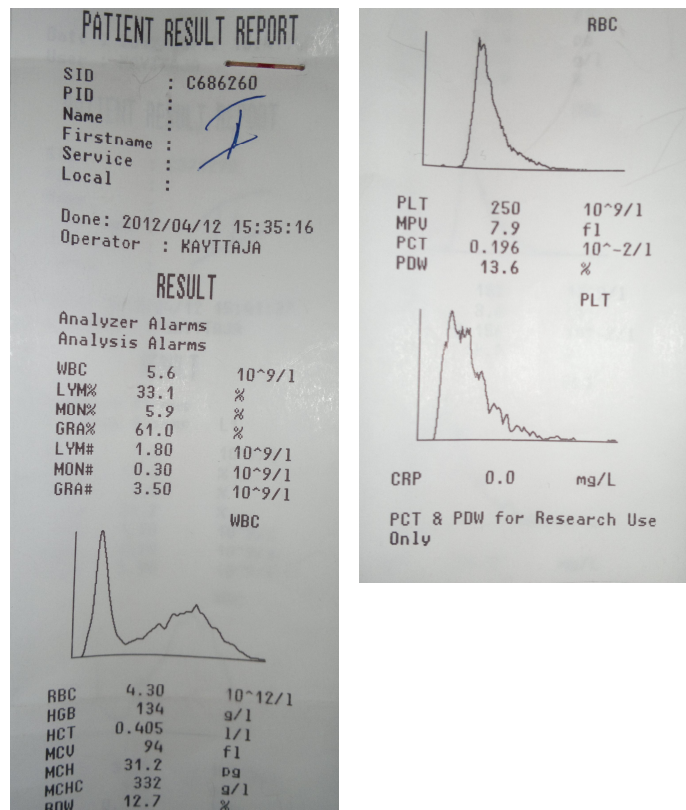 PATIENT RESULT REPORT
SID : C686260
PID :
Name :
Firstname :
Service :
Local :
Done: 2012/04/12 15:35:16
Operator : KAYTTAJA
RESULT
Analyzer Alarms
Analysis Alarms
WBC 5.6 10^9/l
LYM% 33.1 %
MON% 5.9 %
GRA% 61.0 %
LYM# 1.80 10^9/l
MON# 0.30 10^9/l
GRA# 3.50 10^9/l
WBC
RBC 4.30 10^12/l
HGB 134 g/l
HCT 0.405 l/l
MCV 94 fl
MCH 31.2 pg
MCHC 332 g/l
RDW 12.7 %
RBC
PLT 250 10^9/l
MPV 7.9 fl
PCT 0.196 10^-2/l
PDW 13.6 %
PLT
CRP 0.0 mg/L
PCT & PDW for Research Use
Only